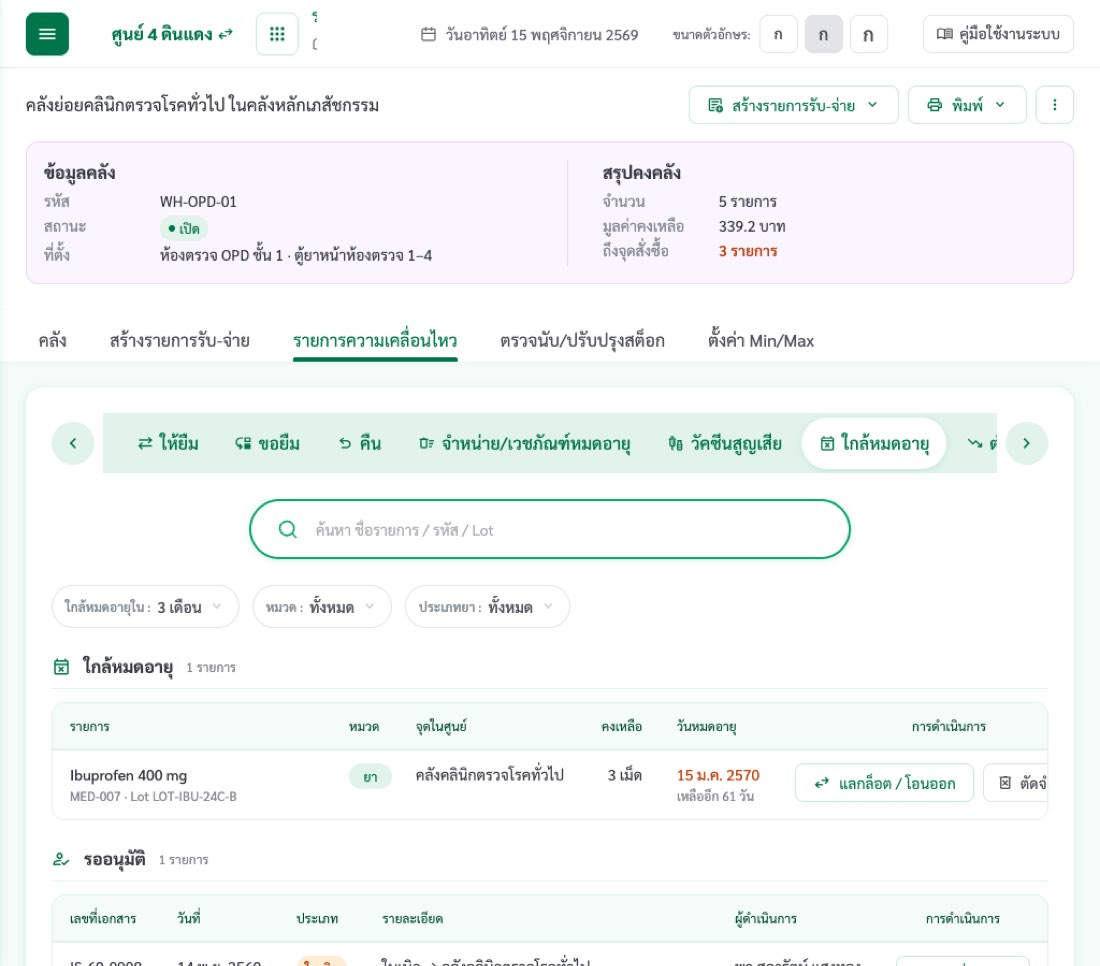 ศูนย์ 4 ดินแดง
วันอาทิตย์ 15 พฤศจิกายน 2569
ขนาดตัวอักษร: ก ก ก
คู่มือใช้งานระบบ
คลังย่อยคลินิกตรวจโรคทั่วไป ในคลังหลักเภสัชกรรม
สร้างรายการรับ-จ่าย
พิมพ์
ข้อมูลคลัง
รหัส WH-OPD-01
สถานะ เปิด
ที่ตั้ง ห้องตรวจ OPD ชั้น 1 · ตู้ยาหน้าห้องตรวจ 1–4
สรุปคงคลัง
จำนวน 5 รายการ
มูลค่าคงเหลือ 339.2 บาท
ถึงจุดสั่งซื้อ 3 รายการ
คลัง สร้างรายการรับ-จ่าย รายการความเคลื่อนไหว ตรวจนับ/ปรับปรุงสต็อก ตั้งค่า Min/Max
ให้ยืม ขอยืม คืน จำหน่าย/เวชภัณฑ์หมดอายุ วัคซีนสูญเสีย ใกล้หมดอายุ
ค้นหา ชื่อรายการ / รหัส / Lot
ใกล้หมดอายุใน : 3 เดือน หมวด : ทั้งหมด ประเภทยา : ทั้งหมด
ใกล้หมดอายุ 1 รายการ
รายการ หมวด จุดในศูนย์ คงเหลือ วันหมดอายุ การดำเนินการ
Ibuprofen 400 mg ยา คลังคลินิกตรวจโรคทั่วไป 3 เม็ด 15 ม.ค. 2570 แลกล็อต / โอนออก
MED-007 · Lot LOT-IBU-24C-B เหลืออีก 61 วัน
รออนุมัติ 1 รายการ
เลขที่เอกสาร วันที่ ประเภท รายละเอียด ผู้ดำเนินการ การดำเนินการ